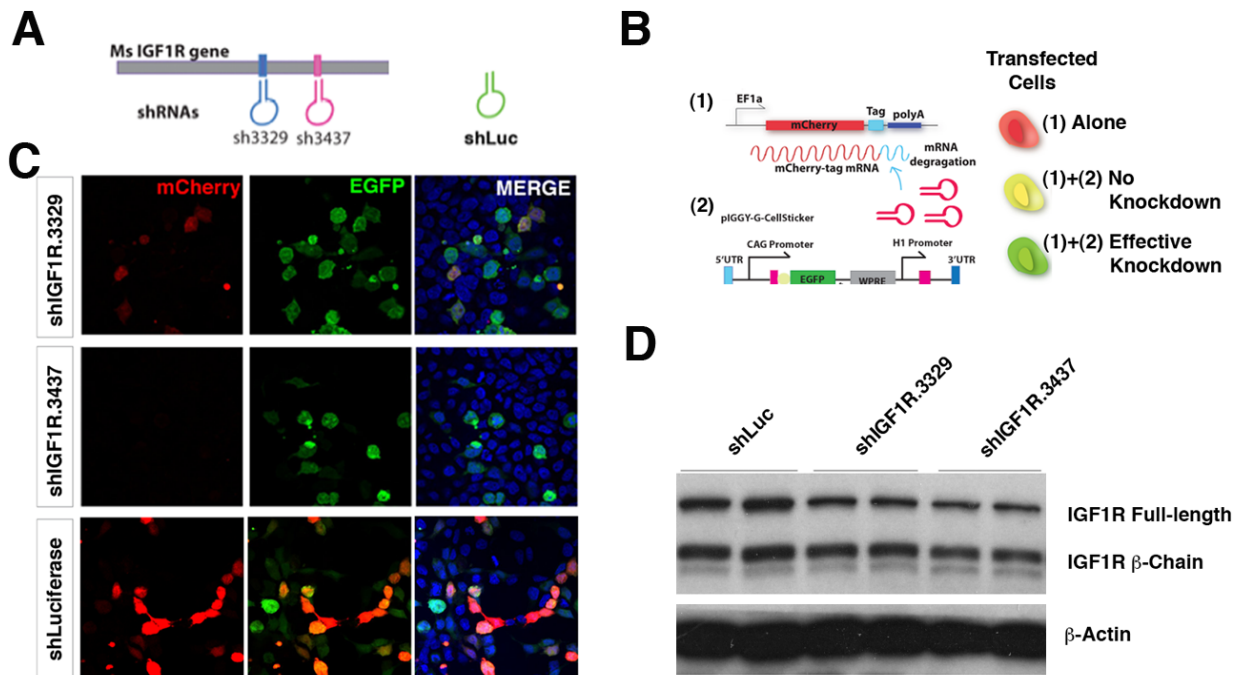 A
Ms IGF1R gene
shRNAs
sh3329
sh3437
shLuc
B
Transfected
Cells
(1)
EF1a
mCherry
Tag
polyA
mCherry-tag mRNA
mRNA
degragation
(2)
pIGGY-G-CellSticker
5'UTR
CAG Promoter
H1 Promoter
3'UTR
EGFP
WPRE
(1) Alone
(1)+(2) No
Knockdown
(1)+(2) Effective
Knockdown
C
mCherry
EGFP
MERGE
shIGF1R.3329
shIGF1R.3437
shLuciferase
D
shLuc
shIGF1R.3329
shIGF1R.3437
IGF1R Full-length
IGF1R β-Chain
β-Actin